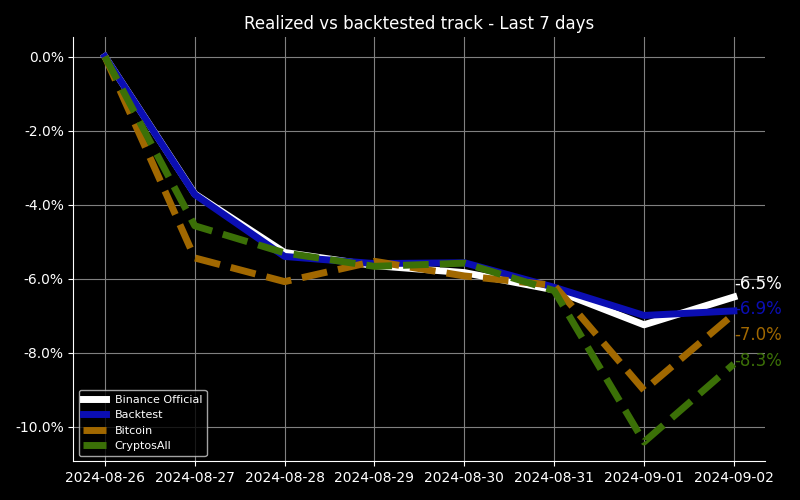 Realized vs backtested track - Last 7 days
0.0%
-2.0%
-4.0%
-6.0%
-8.0%
-10.0%
-6.5%
-6.9%
-7.0%
-8.3%
Binance Official
Backtest
Bitcoin
CryptosAll
2024-08-26 2024-08-27 2024-08-28 2024-08-29 2024-08-30 2024-08-31 2024-09-01 2024-09-02